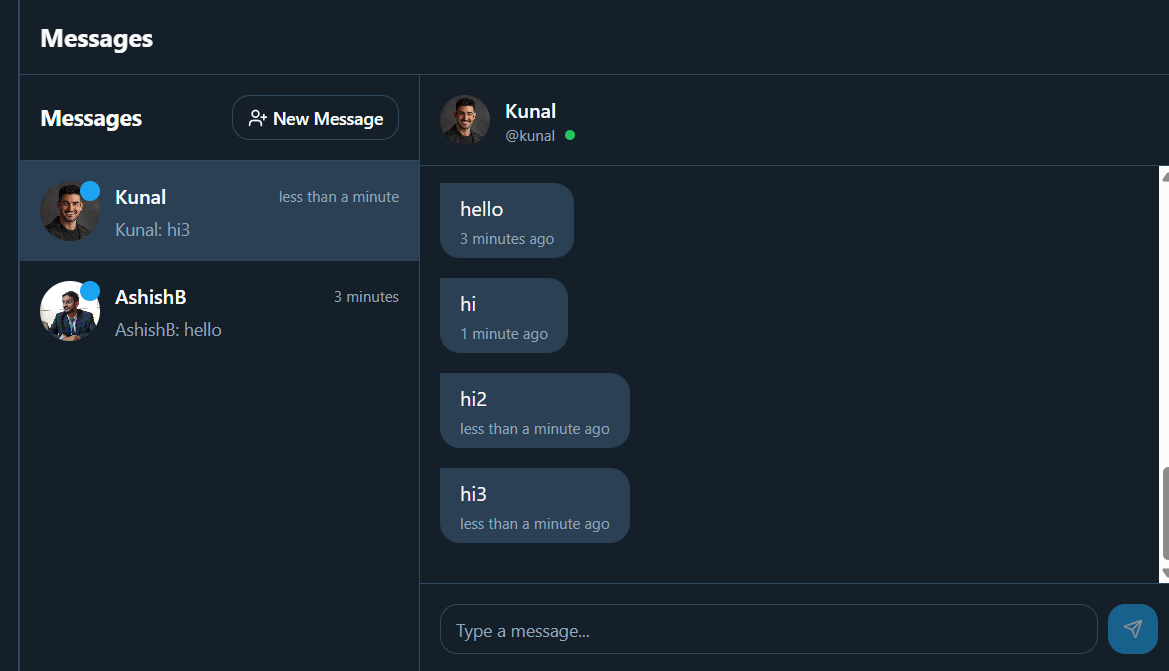 Messages
Messages
New Message
Kunal
less than a minute
Kunal: hi3
AshishB
3 minutes
AshishB: hello
Kunal
@kunal
hello
3 minutes ago
hi
1 minute ago
hi2
less than a minute ago
hi3
less than a minute ago
Type a message...